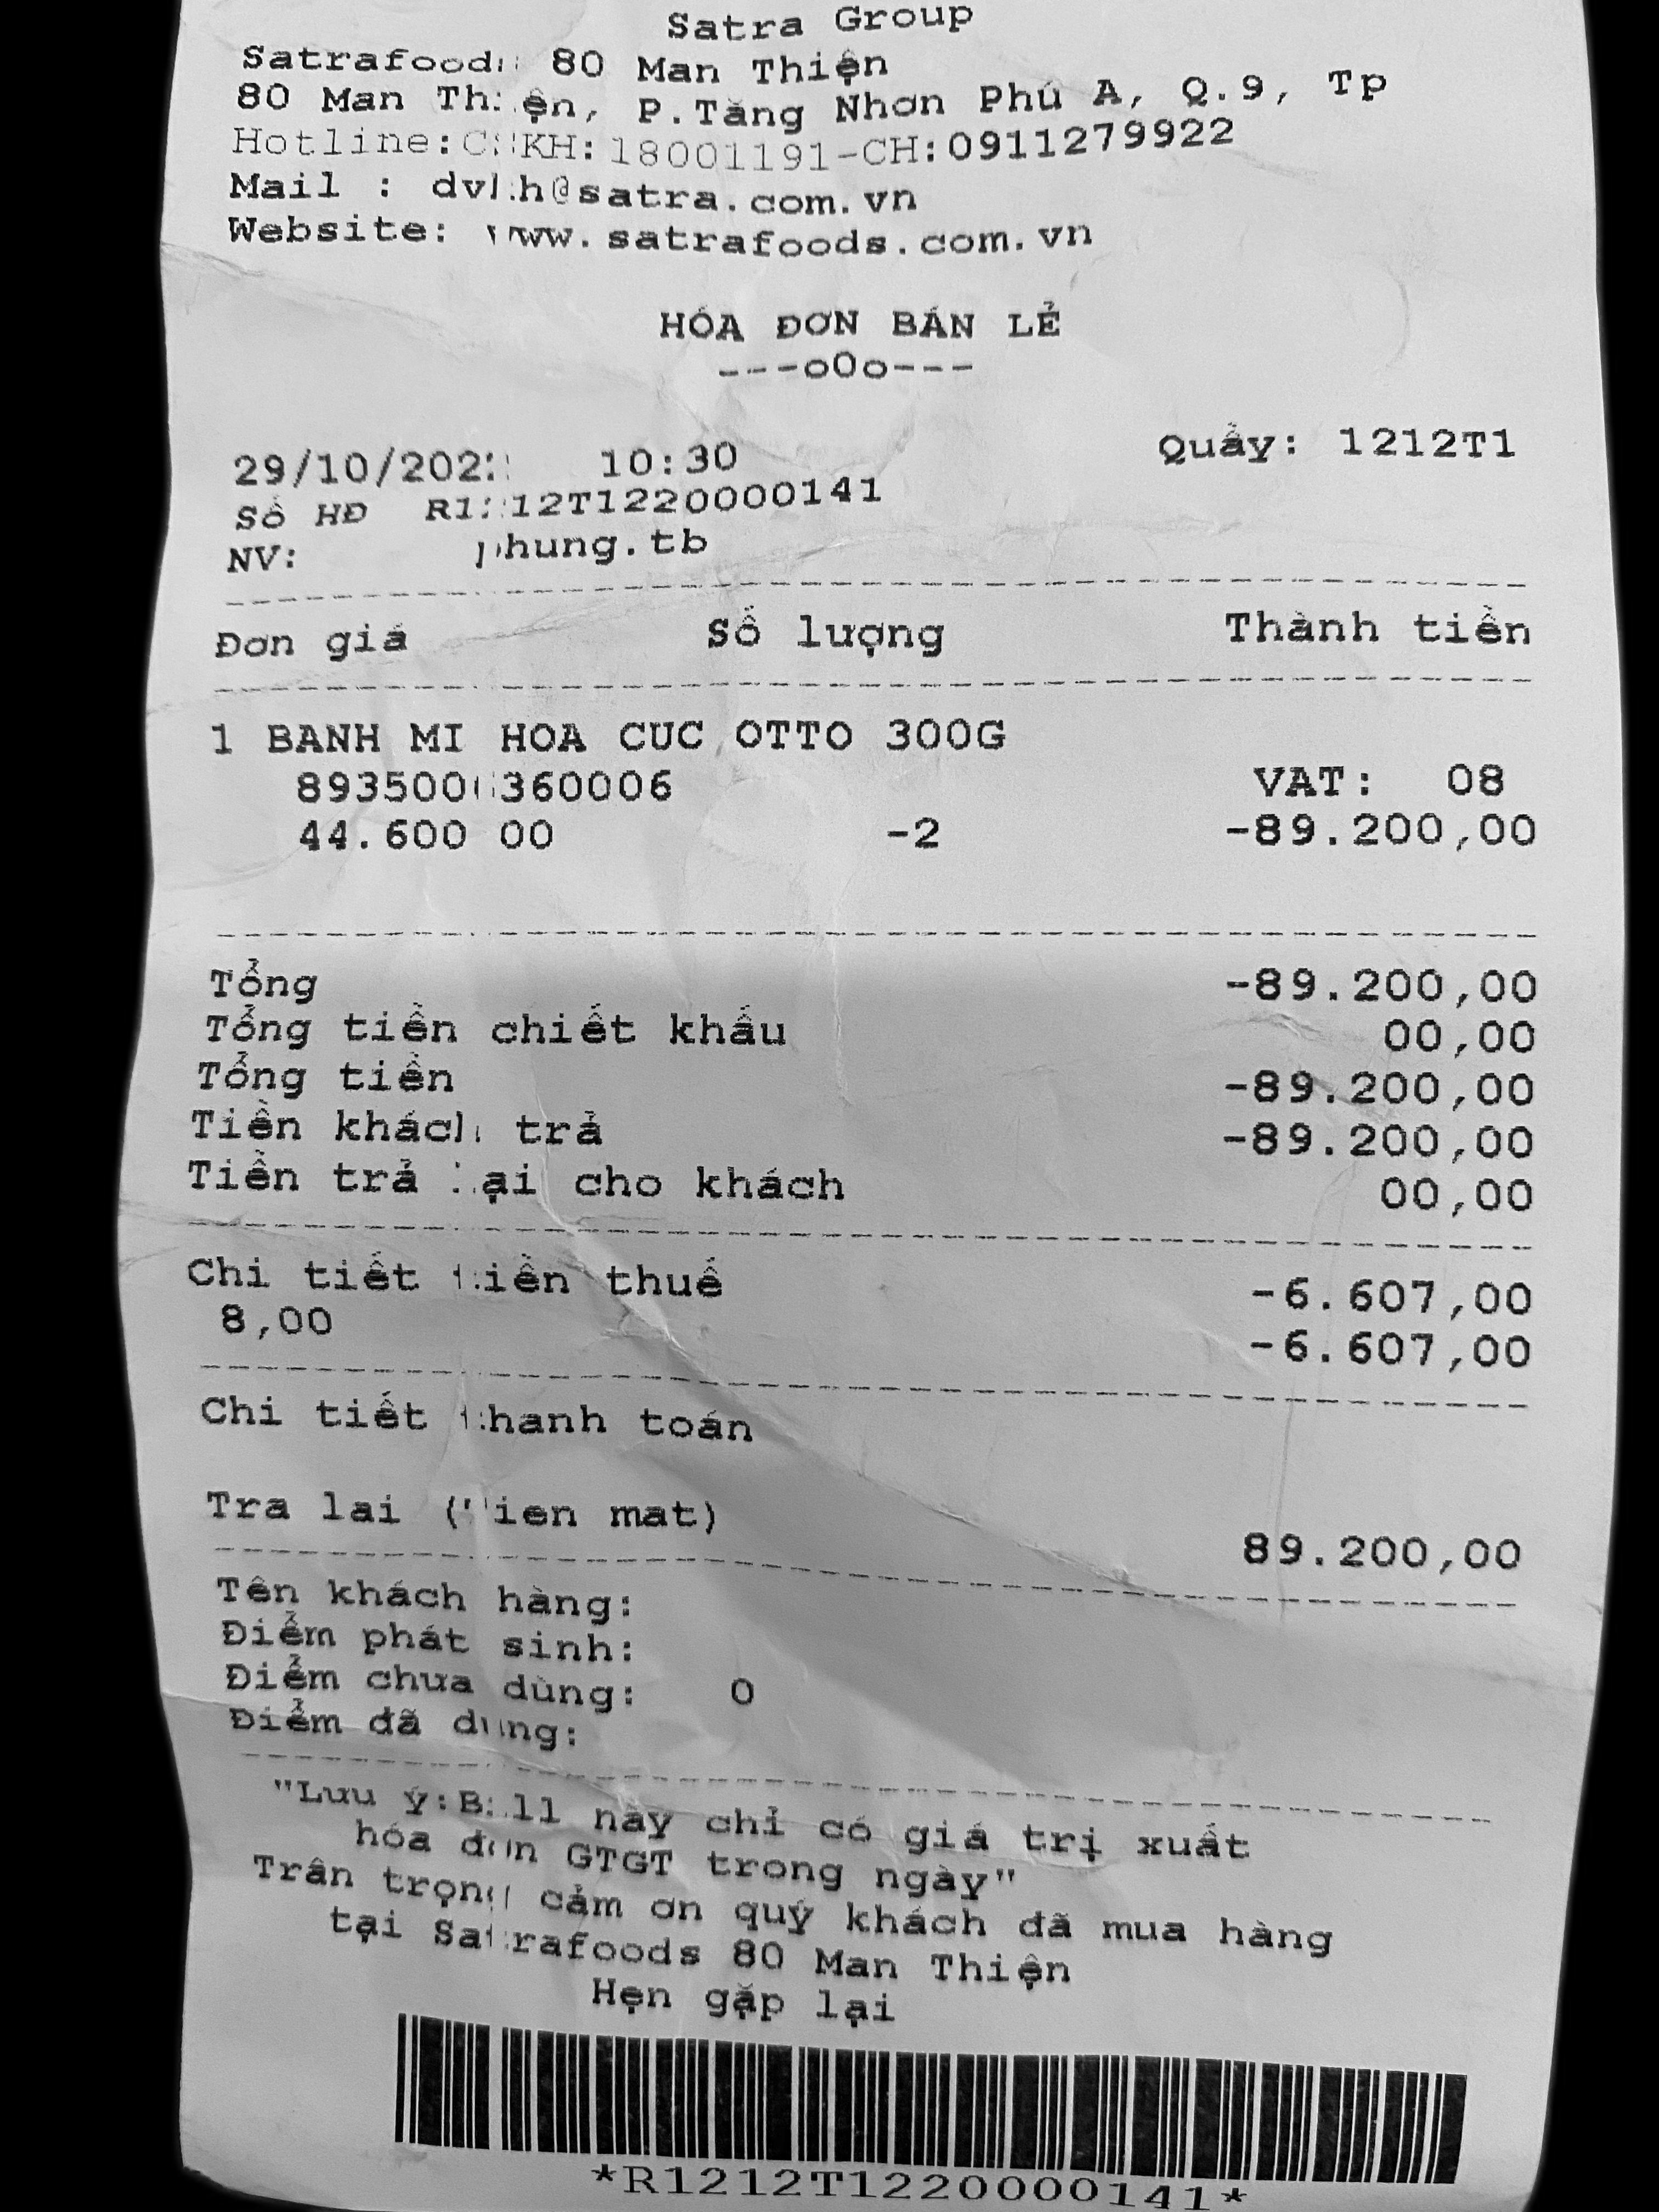 Satra Group
Satrafoods 80 Man Thiện
80 Man Thiện, P.Tăng Nhơn Phú A, Q.9, Tp
Hotline:CSKH:18001191-CH:0911279922
Mail : dvkh@satra.com.vn
Website: www.satrafoods.com.vn
HÓA ĐƠN BÁN LẺ
---oOo---
29/10/2022 10:30 Quầy: 1212T1
Số HĐ R1212T1220000141
NV: phung.tb
Đơn giá Số lượng Thành tiền
1 BANH MI HOA CUC OTTO 300G
8935006360006 VAT: 08
44.600 00 -2 -89.200,00
Tổng -89.200,00
Tổng tiền chiết khấu 00,00
Tổng tiền -89.200,00
Tiền khách trả -89.200,00
Tiền trả lại cho khách 00,00
Chi tiết tiền thuế -6.607,00
8,00 -6.607,00
Chi tiết thanh toán
Tra lai (Tien mat) 89.200,00
Tên khách hàng:
Điểm phát sinh:
Điểm chưa dùng: 0
Điểm đã dùng:
"Lưu ý:Bill này chỉ có giá trị xuất
hóa đơn GTGT trong ngày"
Trân trọng cảm ơn quý khách đã mua hàng
tại Satrafoods 80 Man Thiện
Hẹn gặp lại
*R1212T1220000141*